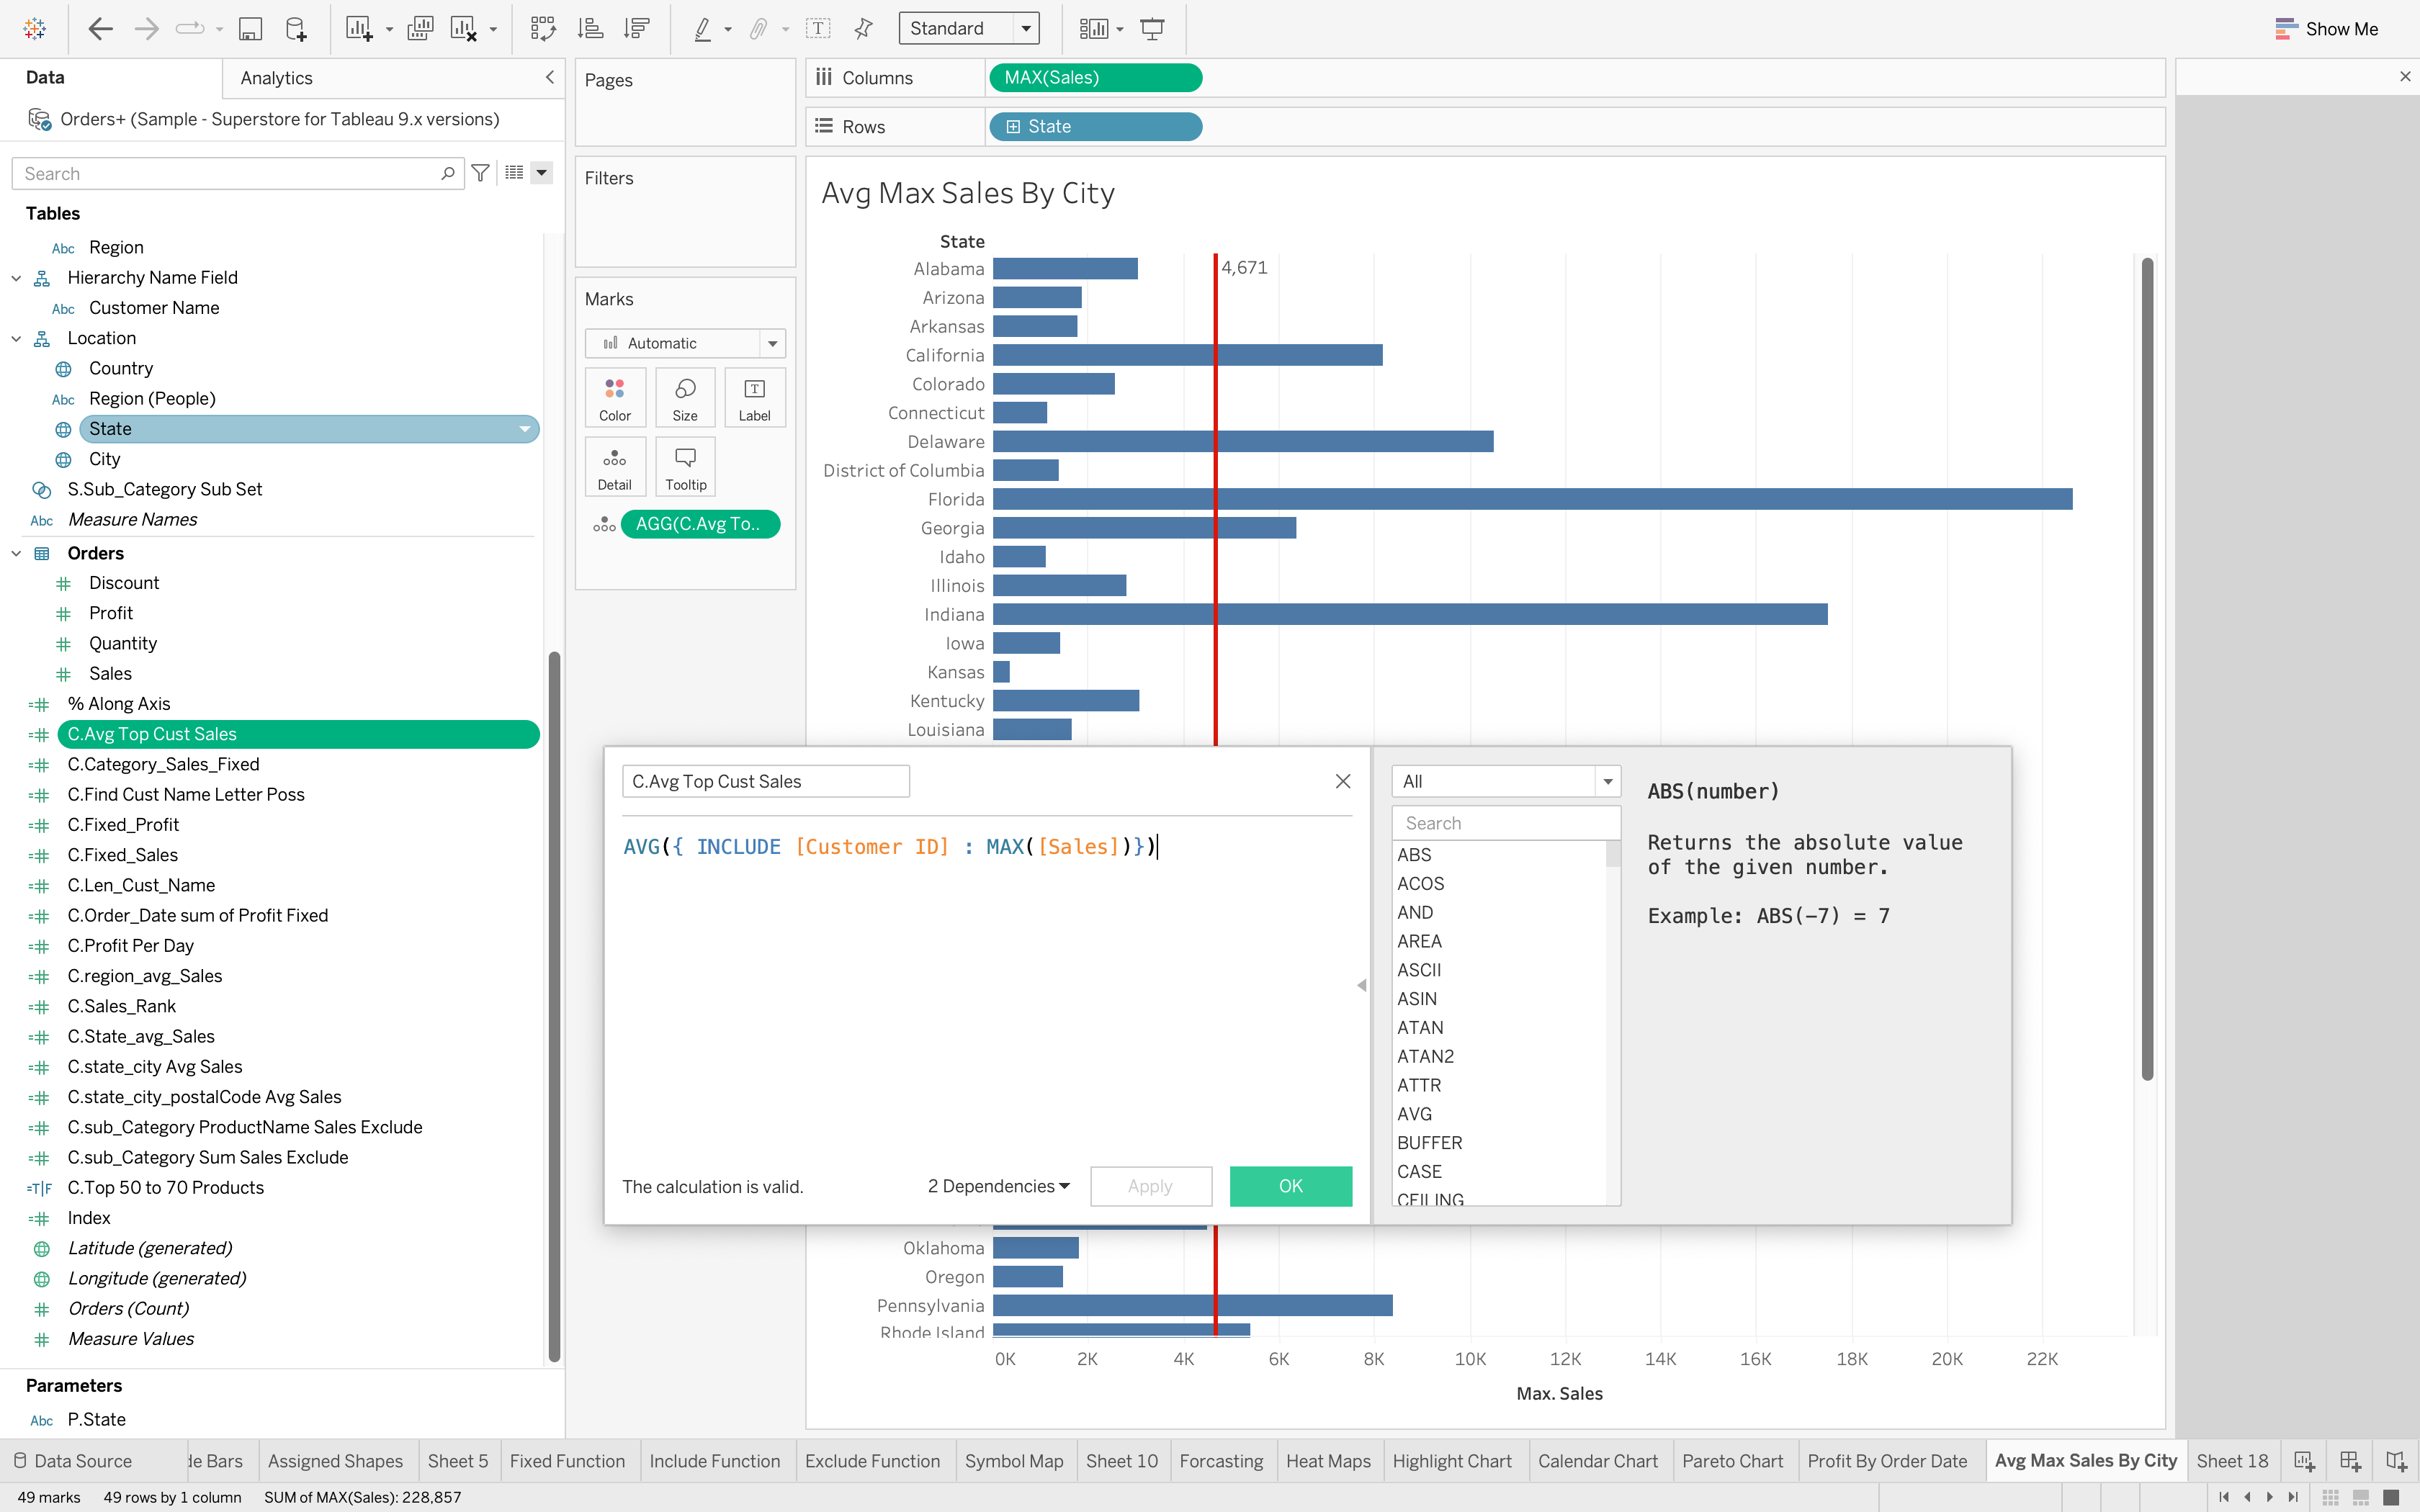 Standard
Show Me
Data
Analytics
Orders+ (Sample - Superstore for Tableau 9.x versions)
Search
Tables
Abc Region
Hierarchy Name Field
Abc Customer Name
Location
Country
Abc Region (People)
State
City
S.Sub_Category Sub Set
Abc Measure Names
Orders
Discount
Profit
Quantity
Sales
% Along Axis
C.Avg Top Cust Sales
C.Category_Sales_Fixed
C.Find Cust Name Letter Poss
C.Fixed_Profit
C.Fixed_Sales
C.Len_Cust_Name
C.Order_Date sum of Profit Fixed
C.Profit Per Day
C.region_avg_Sales
C.Sales_Rank
C.State_avg_Sales
C.state_city Avg Sales
C.state_city_postalCode Avg Sales
C.sub_Category ProductName Sales Exclude
C.sub_Category Sum Sales Exclude
=T|F C.Top 50 to 70 Products
Index
Latitude (generated)
Longitude (generated)
Orders (Count)
Measure Values
Parameters
Abc P.State
Pages
Filters
Marks
Automatic
Color
Size
Label
Detail
Tooltip
AGG(C.Avg To..
Columns
MAX(Sales)
Rows
State
Avg Max Sales By City
State
Alabama
4,671
Arizona
Arkansas
California
Colorado
Connecticut
Delaware
District of Columbia
Florida
Georgia
Idaho
Illinois
Indiana
Iowa
Kansas
Kentucky
Louisiana
C.Avg Top Cust Sales
AVG({ INCLUDE [Customer ID] : MAX([Sales])})
The calculation is valid.
2 Dependencies
Apply
OK
All
Search
ABS
ACOS
AND
AREA
ASCII
ASIN
ATAN
ATAN2
ATTR
AVG
BUFFER
CASE
CEILING
ABS(number)
Returns the absolute value
of the given number.
Example: ABS(-7) = 7
Oklahoma
Oregon
Pennsylvania
Rhode Island
0K 2K 4K 6K 8K 10K 12K 14K 16K 18K 20K 22K
Max. Sales
Data Source
de Bars
Assigned Shapes
Sheet 5
Fixed Function
Include Function
Exclude Function
Symbol Map
Sheet 10
Forcasting
Heat Maps
Highlight Chart
Calendar Chart
Pareto Chart
Profit By Order Date
Avg Max Sales By City
Sheet 18
49 marks
49 rows by 1 column
SUM of MAX(Sales): 228,857